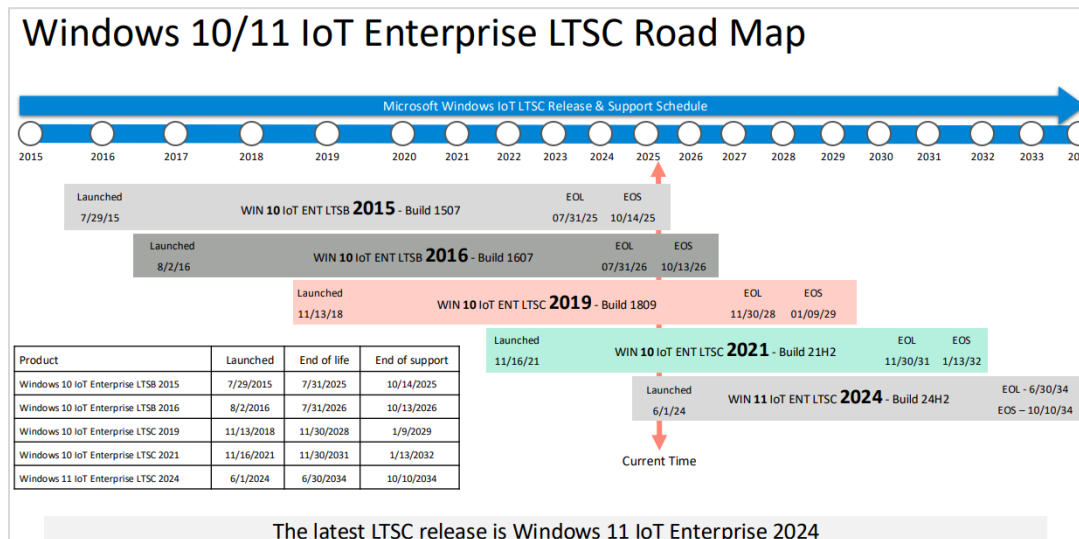 Windows 10/11 IoT Enterprise LTSC Road Map
Microsoft Windows IoT LTSC Release & Support Schedule
2015 2016 2017 2018 2019 2020 2021 2022 2023 2024 2025 2026 2027 2028 2029 2030 2031 2032 2033
Launched EOL EOS
7/29/15 WIN 10 IoT ENT LTSB 2015 - Build 1507 07/31/25 10/14/25
Launched EOL EOS
8/2/16 WIN 10 IoT ENT LTSB 2016 - Build 1607 07/31/26 10/13/26
Launched EOL EOS
11/13/18 WIN 10 IoT ENT LTSC 2019 - Build 1809 11/30/28 01/09/29
Launched EOL EOS
11/16/21 WIN 10 IoT ENT LTSC 2021 - Build 21H2 11/30/31 1/13/32
Launched EOL - 6/30/34
6/1/24 WIN 11 IoT ENT LTSC 2024 - Build 24H2 EOS – 10/10/34
Current Time
Product Launched End of life End of support
Windows 10 IoT Enterprise LTSB 2015 7/29/2015 7/31/2025 10/14/2025
Windows 10 IoT Enterprise LTSB 2016 8/2/2016 7/31/2026 10/13/2026
Windows 10 IoT Enterprise LTSC 2019 11/13/2018 11/30/2028 1/9/2029
Windows 10 IoT Enterprise LTSC 2021 11/16/2021 11/30/2031 1/13/2032
Windows 11 IoT Enterprise LTSC 2024 6/1/2024 6/30/2034 10/10/2034
The latest LTSC release is Windows 11 IoT Enterprise 2024